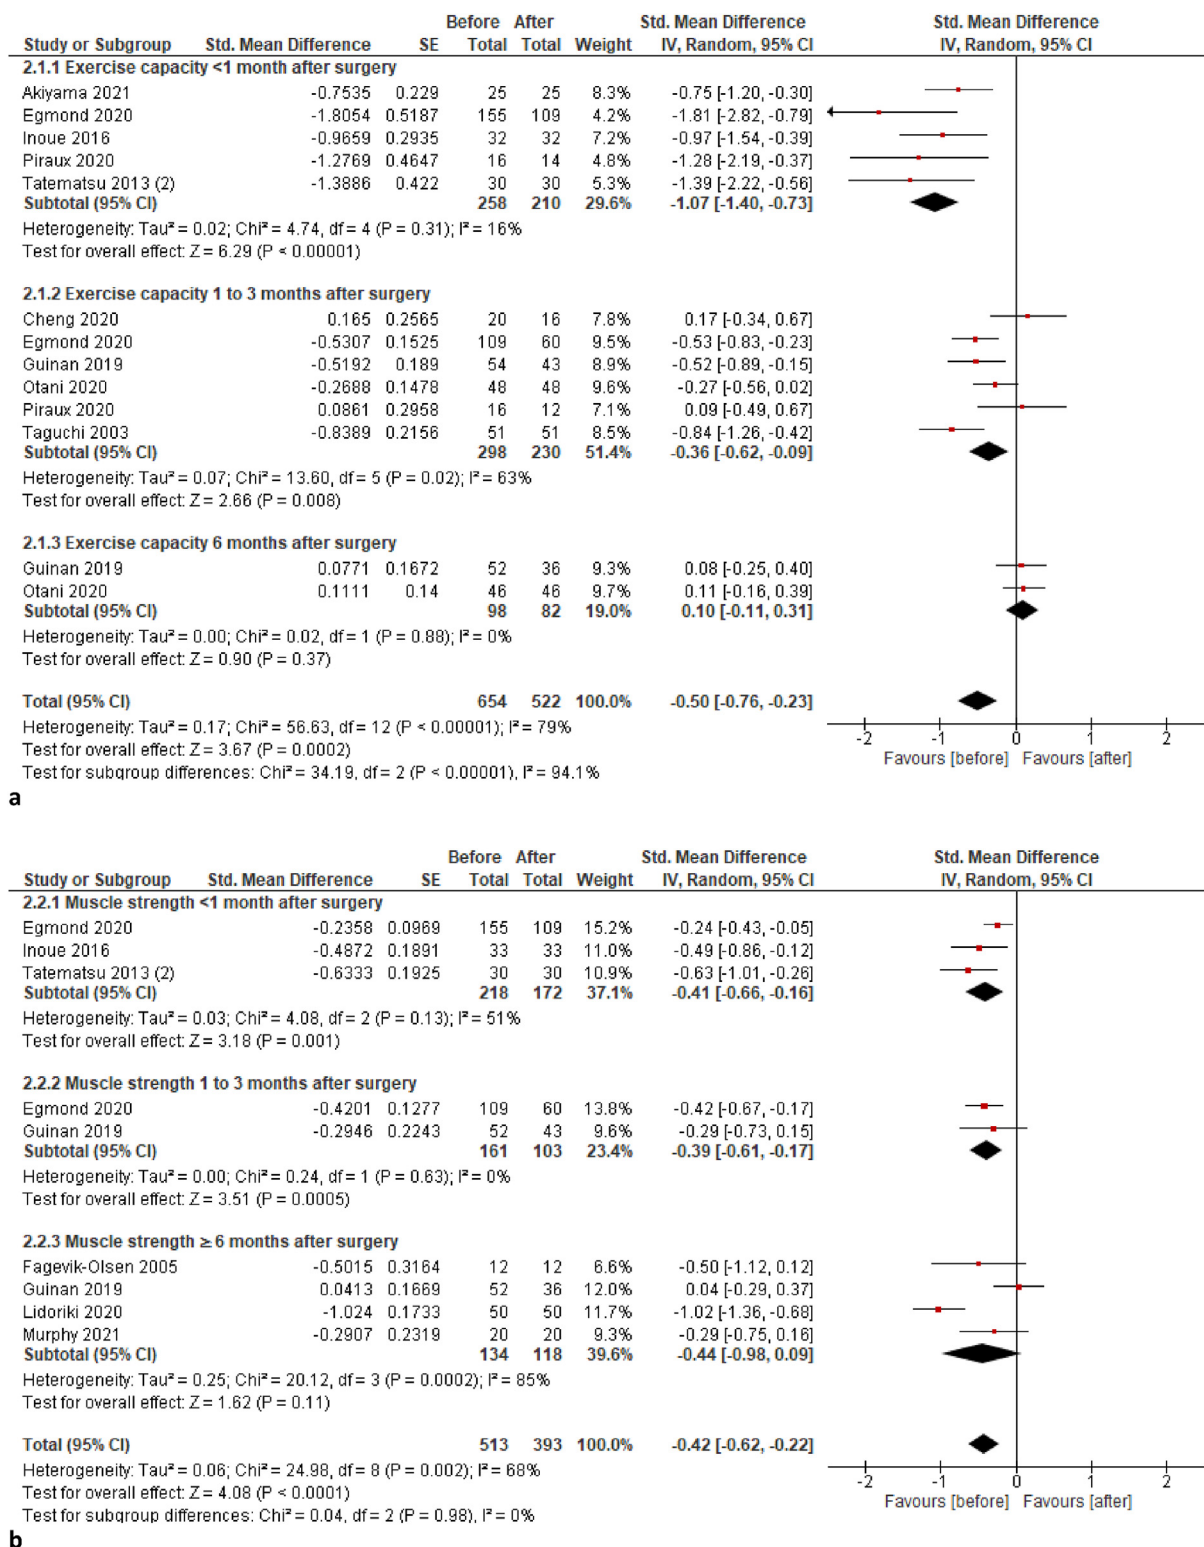 Before After Std. Mean Difference Std. Mean Difference
Study or Subgroup Std. Mean Difference SE Total Total Weight IV, Random, 95% CI IV, Random, 95% CI
2.1.1 Exercise capacity <1 month after surgery
Akiyama 2021 -0.7535 0.229 25 25 8.3% -0.75 [-1.20, -0.30]
Egmond 2020 -1.8054 0.5187 155 109 4.2% -1.81 [-2.82, -0.79]
Inoue 2016 -0.9659 0.2935 32 32 7.2% -0.97 [-1.54, -0.39]
Piraux 2020 -1.2769 0.4647 16 14 4.8% -1.28 [-2.19, -0.37]
Tatematsu 2013 (2) -1.3886 0.422 30 30 5.3% -1.39 [-2.22, -0.56]
Subtotal (95% CI) 258 210 29.6% -1.07 [-1.40, -0.73]
Heterogeneity: Tau² = 0.02; Chi² = 4.74, df = 4 (P = 0.31); I² = 16%
Test for overall effect: Z = 6.29 (P < 0.00001)
2.1.2 Exercise capacity 1 to 3 months after surgery
Cheng 2020 0.165 0.2565 20 16 7.8% 0.17 [-0.34, 0.67]
Egmond 2020 -0.5307 0.1525 109 60 9.5% -0.53 [-0.83, -0.23]
Guinan 2019 -0.5192 0.189 54 43 8.9% -0.52 [-0.89, -0.15]
Otani 2020 -0.2688 0.1478 48 48 9.6% -0.27 [-0.56, 0.02]
Piraux 2020 0.0861 0.2958 16 12 7.1% 0.09 [-0.49, 0.67]
Taguchi 2003 -0.8389 0.2156 51 51 8.5% -0.84 [-1.26, -0.42]
Subtotal (95% CI) 298 230 51.4% -0.36 [-0.62, -0.09]
Heterogeneity: Tau² = 0.07; Chi² = 13.60, df = 5 (P = 0.02); I² = 63%
Test for overall effect: Z = 2.66 (P = 0.008)
2.1.3 Exercise capacity 6 months after surgery
Guinan 2019 0.0771 0.1672 52 36 9.3% 0.08 [-0.25, 0.40]
Otani 2020 0.1111 0.14 46 46 9.7% 0.11 [-0.16, 0.39]
Subtotal (95% CI) 98 82 19.0% 0.10 [-0.11, 0.31]
Heterogeneity: Tau² = 0.00; Chi² = 0.02, df = 1 (P = 0.88); I² = 0%
Test for overall effect: Z = 0.90 (P = 0.37)
Total (95% CI) 654 522 100.0% -0.50 [-0.76, -0.23]
Heterogeneity: Tau² = 0.17; Chi² = 56.63, df = 12 (P < 0.00001); I² = 79%
Test for overall effect: Z = 3.67 (P = 0.0002)
Test for subgroup differences: Chi² = 34.19, df = 2 (P < 0.00001), I² = 94.1%
-2 -1 0 1 2
Favours [before] Favours [after]
a
Before After Std. Mean Difference Std. Mean Difference
Study or Subgroup Std. Mean Difference SE Total Total Weight IV, Random, 95% CI IV, Random, 95% CI
2.2.1 Muscle strength <1 month after surgery
Egmond 2020 -0.2358 0.0969 155 109 15.2% -0.24 [-0.43, -0.05]
Inoue 2016 -0.4872 0.1891 33 33 11.0% -0.49 [-0.86, -0.12]
Tatematsu 2013 (2) -0.6333 0.1925 30 30 10.9% -0.63 [-1.01, -0.26]
Subtotal (95% CI) 218 172 37.1% -0.41 [-0.66, -0.16]
Heterogeneity: Tau² = 0.03; Chi² = 4.08, df = 2 (P = 0.13); I² = 51%
Test for overall effect: Z = 3.18 (P = 0.001)
2.2.2 Muscle strength 1 to 3 months after surgery
Egmond 2020 -0.4201 0.1277 109 60 13.8% -0.42 [-0.67, -0.17]
Guinan 2019 -0.2946 0.2243 52 43 9.6% -0.29 [-0.73, 0.15]
Subtotal (95% CI) 161 103 23.4% -0.39 [-0.61, -0.17]
Heterogeneity: Tau² = 0.00; Chi² = 0.24, df = 1 (P = 0.63); I² = 0%
Test for overall effect: Z = 3.51 (P = 0.0005)
2.2.3 Muscle strength ≥ 6 months after surgery
Fagevik-Olsen 2005 -0.5015 0.3164 12 12 6.6% -0.50 [-1.12, 0.12]
Guinan 2019 0.0413 0.1669 52 36 12.0% 0.04 [-0.29, 0.37]
Lidoriki 2020 -1.024 0.1733 50 50 11.7% -1.02 [-1.36, -0.68]
Murphy 2021 -0.2907 0.2319 20 20 9.3% -0.29 [-0.75, 0.16]
Subtotal (95% CI) 134 118 39.6% -0.44 [-0.98, 0.09]
Heterogeneity: Tau² = 0.25; Chi² = 20.12, df = 3 (P = 0.0002); I² = 85%
Test for overall effect: Z = 1.62 (P = 0.11)
Total (95% CI) 513 393 100.0% -0.42 [-0.62, -0.22]
Heterogeneity: Tau² = 0.06; Chi² = 24.98, df = 8 (P = 0.002); I² = 68%
Test for overall effect: Z = 4.08 (P < 0.0001)
Test for subgroup differences: Chi² = 0.04, df = 2 (P = 0.98), I² = 0%
-2 -1 0 1 2
Favours [before] Favours [after]
b